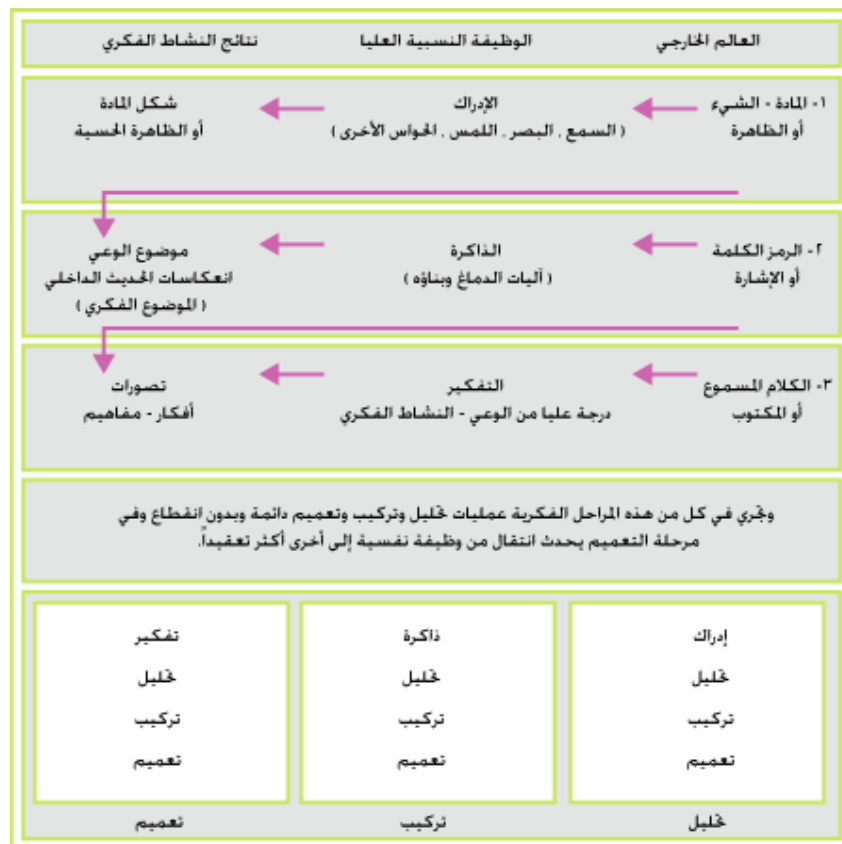 العالم الخارجي الوظيفة النسبية العليا نتائج النشاط الفكري
١- المادة - الشيء الإدراك شكل المادة
أو الظاهرة ( السمع , البصر , اللمس , الحواس الأخرى ) أو الظاهرة الحسية
٢- الرمز الكلمة الذاكرة موضوع الوعي
أو الإشارة ( آليات الدماغ وبناؤه ) انعكاسات الحديث الداخلي
( الموضوع الفكري )
٣- الكلام المسموع التفكير تصورات
أو المكتوب درجة عليا من الوعي - النشاط الفكري أفكار - مفاهيم
وتجري في كل من هذه المراحل الفكرية عمليات تحليل وتركيب وتعميم دائمة وبدون انقطاع وفي
مرحلة التعميم يحدث انتقال من وظيفة نفسية إلى أخرى أكثر تعقيداً.
إدراك ذاكرة تفكير
تحليل تحليل تحليل
تركيب تركيب تركيب
تعميم تعميم تعميم
تحليل تركيب تعميم